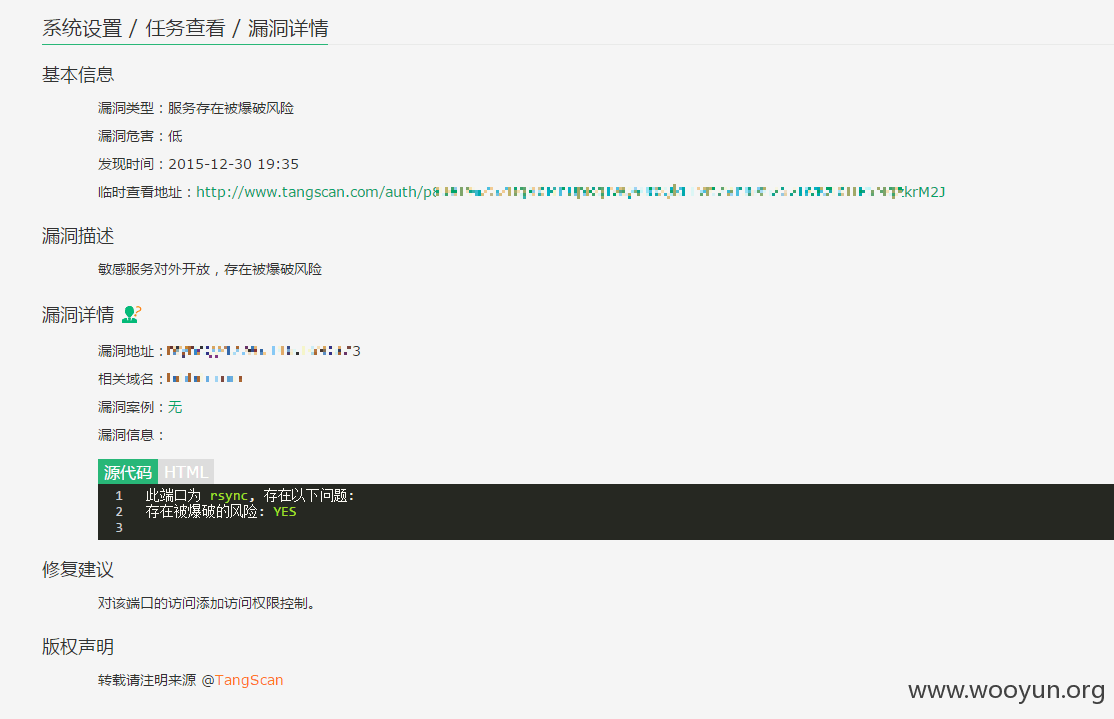 系统设置 / 任务查看 / 漏洞详情
基本信息
漏洞类型：服务存在被爆破风险
漏洞危害：低
发现时间：2015-12-30 19:35
临时查看地址：http://www.tangscan.com/auth/p krM2J
漏洞描述
敏感服务对外开放，存在被爆破风险
漏洞详情
漏洞地址： 3
相关域名：
漏洞案例：无
漏洞信息：
源代码 HTML
1 此端口为 rsync, 存在以下问题:
2 存在被爆破的风险: YES
3
修复建议
对该端口的访问添加访问权限控制。
版权声明
转载请注明来源 @TangScan
www.wooyun.org